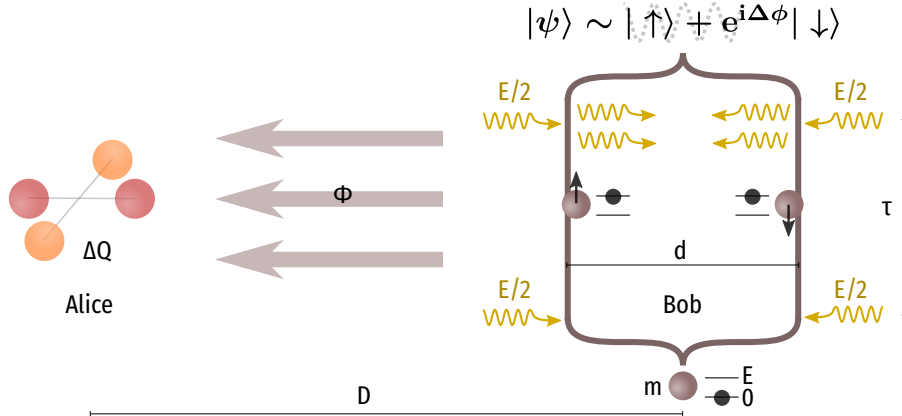 |ψ⟩ ∼ | ↑⟩ + e^{iΔϕ}| ↓⟩
E/2 E/2
Φ
τ
ΔQ
d
Alice
E/2 Bob E/2
m E
0
D